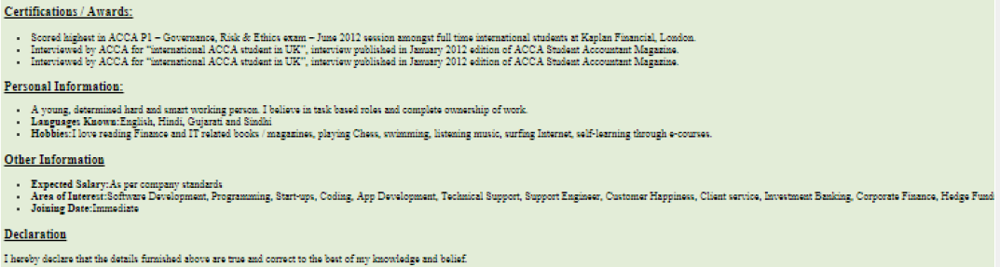 Certifications / Awards:
• Scored highest in ACCA P1 – Governance, Risk & Ethics exam – June 2012 session amongst full time international students at Kaplan Financial, London.
• Interviewed by ACCA for "international ACCA student in UK", interview published in January 2012 edition of ACCA Student Accountant Magazine.
• Interviewed by ACCA for "international ACCA student in UK", interview published in January 2012 edition of ACCA Student Accountant Magazine.
Personal Information:
• A young, determined hard and smart working person. I believe in task based roles and complete ownership of work.
• Languages Known:English, Hindi, Gujarati and Sindhi
• Hobbies:I love reading Finance and IT related books / magazines, playing Chess, swimming, listening music, surfing Internet, self-learning through e-courses.
Other Information
• Expected Salary:As per company standards
• Area of Interest:Software Development, Programming, Start-ups, Coding, App Development, Technical Support, Support Engineer, Customer Happiness, Client service, Investment Banking, Corporate Finance, Hedge Fund
• Joining Date:Immediate
Declaration
I hereby declare that the details furnished above are true and correct to the best of my knowledge and belief.